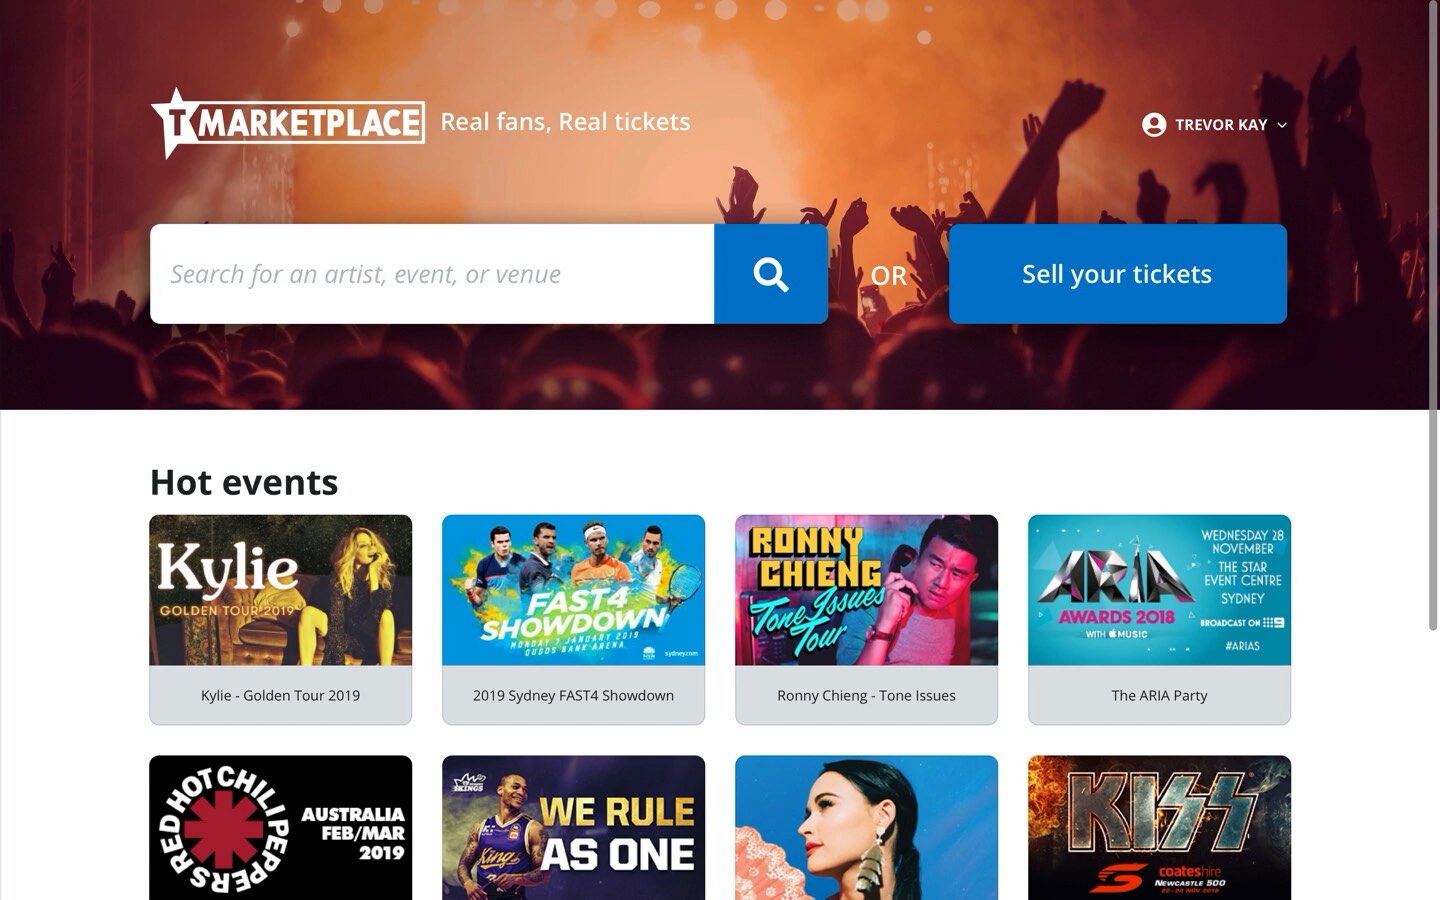 T MARKETPLACE
Real fans, Real tickets
TREVOR KAY
Search for an artist, event, or venue
OR
Sell your tickets
Hot events
Kylie
GOLDEN TOUR 2019
Kylie - Golden Tour 2019
FAST4
SHOWDOWN
MONDAY 7 JANUARY 2019
QUDOS BANK ARENA
NSW
sydney.com
2019 Sydney FAST4 Showdown
RONNY
CHIENG
Tone Issues
Tour
Ronny Chieng - Tone Issues
ARIA
AWARDS 2018
WITH MUSIC
WEDNESDAY 28
NOVEMBER
THE STAR
EVENT CENTRE
SYDNEY
BROADCAST ON 9
#ARIAS
The ARIA Party
RED HOT CHILI PEPPERS
AUSTRALIA
FEB/MAR
2019
KINGS
Kings
WE RULE
AS ONE
KISS
coateshire
NEWCASTLE 500